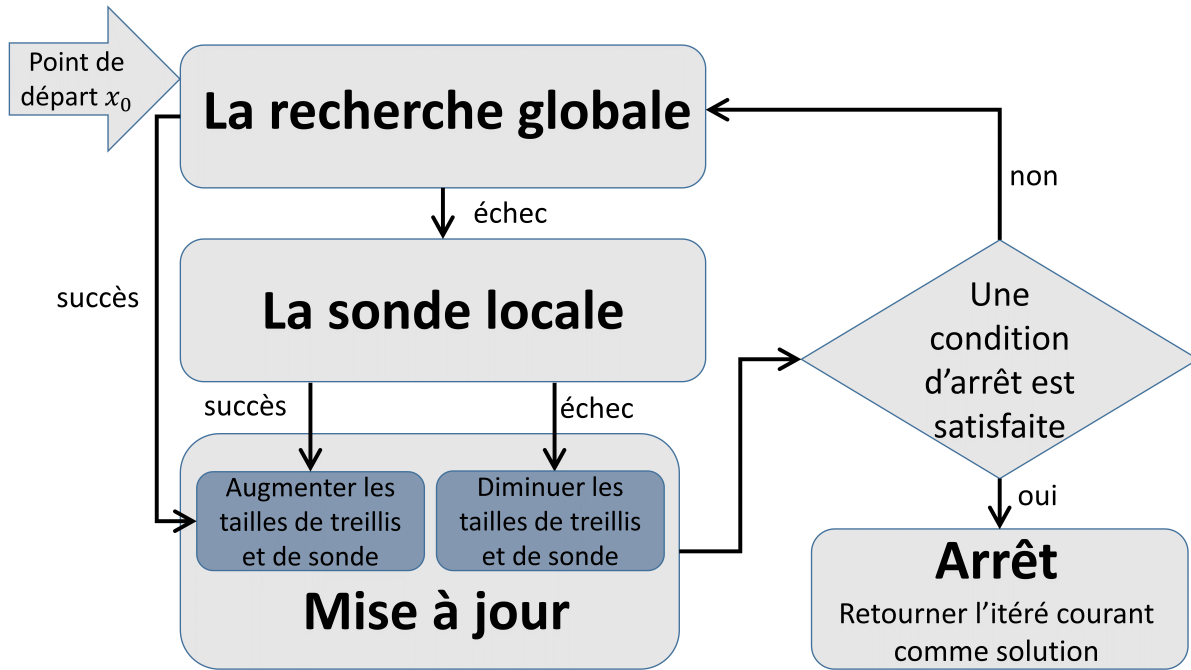 Point de
départ x₀
La recherche globale
non
échec
succès
La sonde locale
Une
condition
d'arrêt est
satisfaite
succès
échec
Augmenter les
tailles de treillis
et de sonde
Diminuer les
tailles de treillis
et de sonde
Mise à jour
oui
Arrêt
Retourner l'itéré courant
comme solution